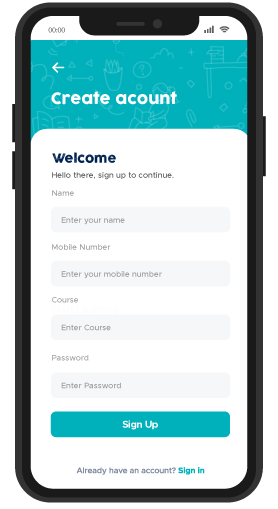 00:00
Create acount
Welcome
Hello there, sign up to continue.
Name
Enter your name
Mobile Number
Enter your mobile number
Course
Enter Course
Password
Enter Password
Sign Up
Already have an account? Sign in